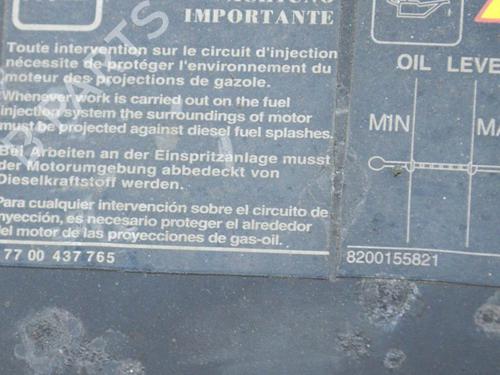 IMPORTANTE
Toute intervention sur le circuit d'injection
nécessite de protéger l'environnement du
moteur des projections de gazole.
Whenever work is carried out on the fuel
injection system the surroundings of motor
must be projected against diesel fuel splashes.
Bei Arbeiten an der Einspritzanlage musst
der Motorumgebung abbedeckt von
Dieselkraftstoff werden.
Para cualquier intervención sobre el circuito de
nyección, es necesario proteger el alrededor
el motor de las proyecciones de gas-oil.
77 00 437 765
OIL LEVE
MIN MA
8200155821